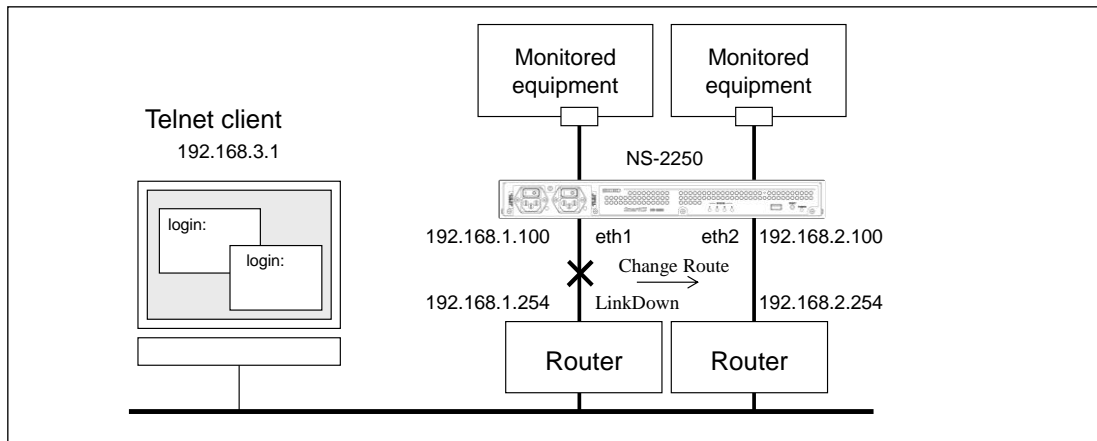 Monitored
equipment
Monitored
equipment
Telnet client
192.168.3.1
NS-2250
login:
login:
192.168.1.100
eth1
eth2
192.168.2.100
Change Route
192.168.1.254
LinkDown
192.168.2.254
Router
Router